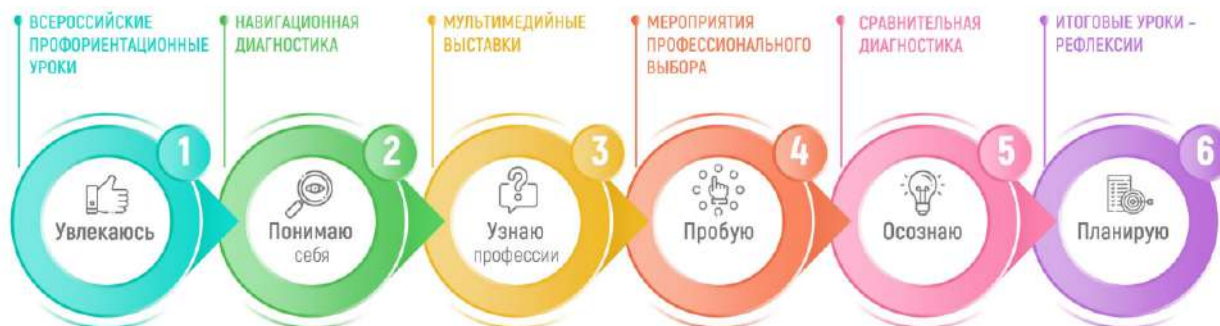 ВСЕРОССИЙСКИЕ
ПРОФОРИЕНТАЦИОННЫЕ
УРОКИ
НАВИГАЦИОННАЯ
ДИАГНОСТИКА
МУЛЬТИМЕДИЙНЫЕ
ВЫСТАВКИ
МЕРОПРИЯТИЯ
ПРОФЕССИОНАЛЬНОГО
ВЫБОРА
СРАВНИТЕЛЬНАЯ
ДИАГНОСТИКА
ИТОГОВЫЕ УРОКИ –
РЕФЛЕКСИИ
1
Увлекаюсь
2
Понимаю
себя
3
Узнаю
профессии
4
Пробую
5
Осознаю
6
Планирую